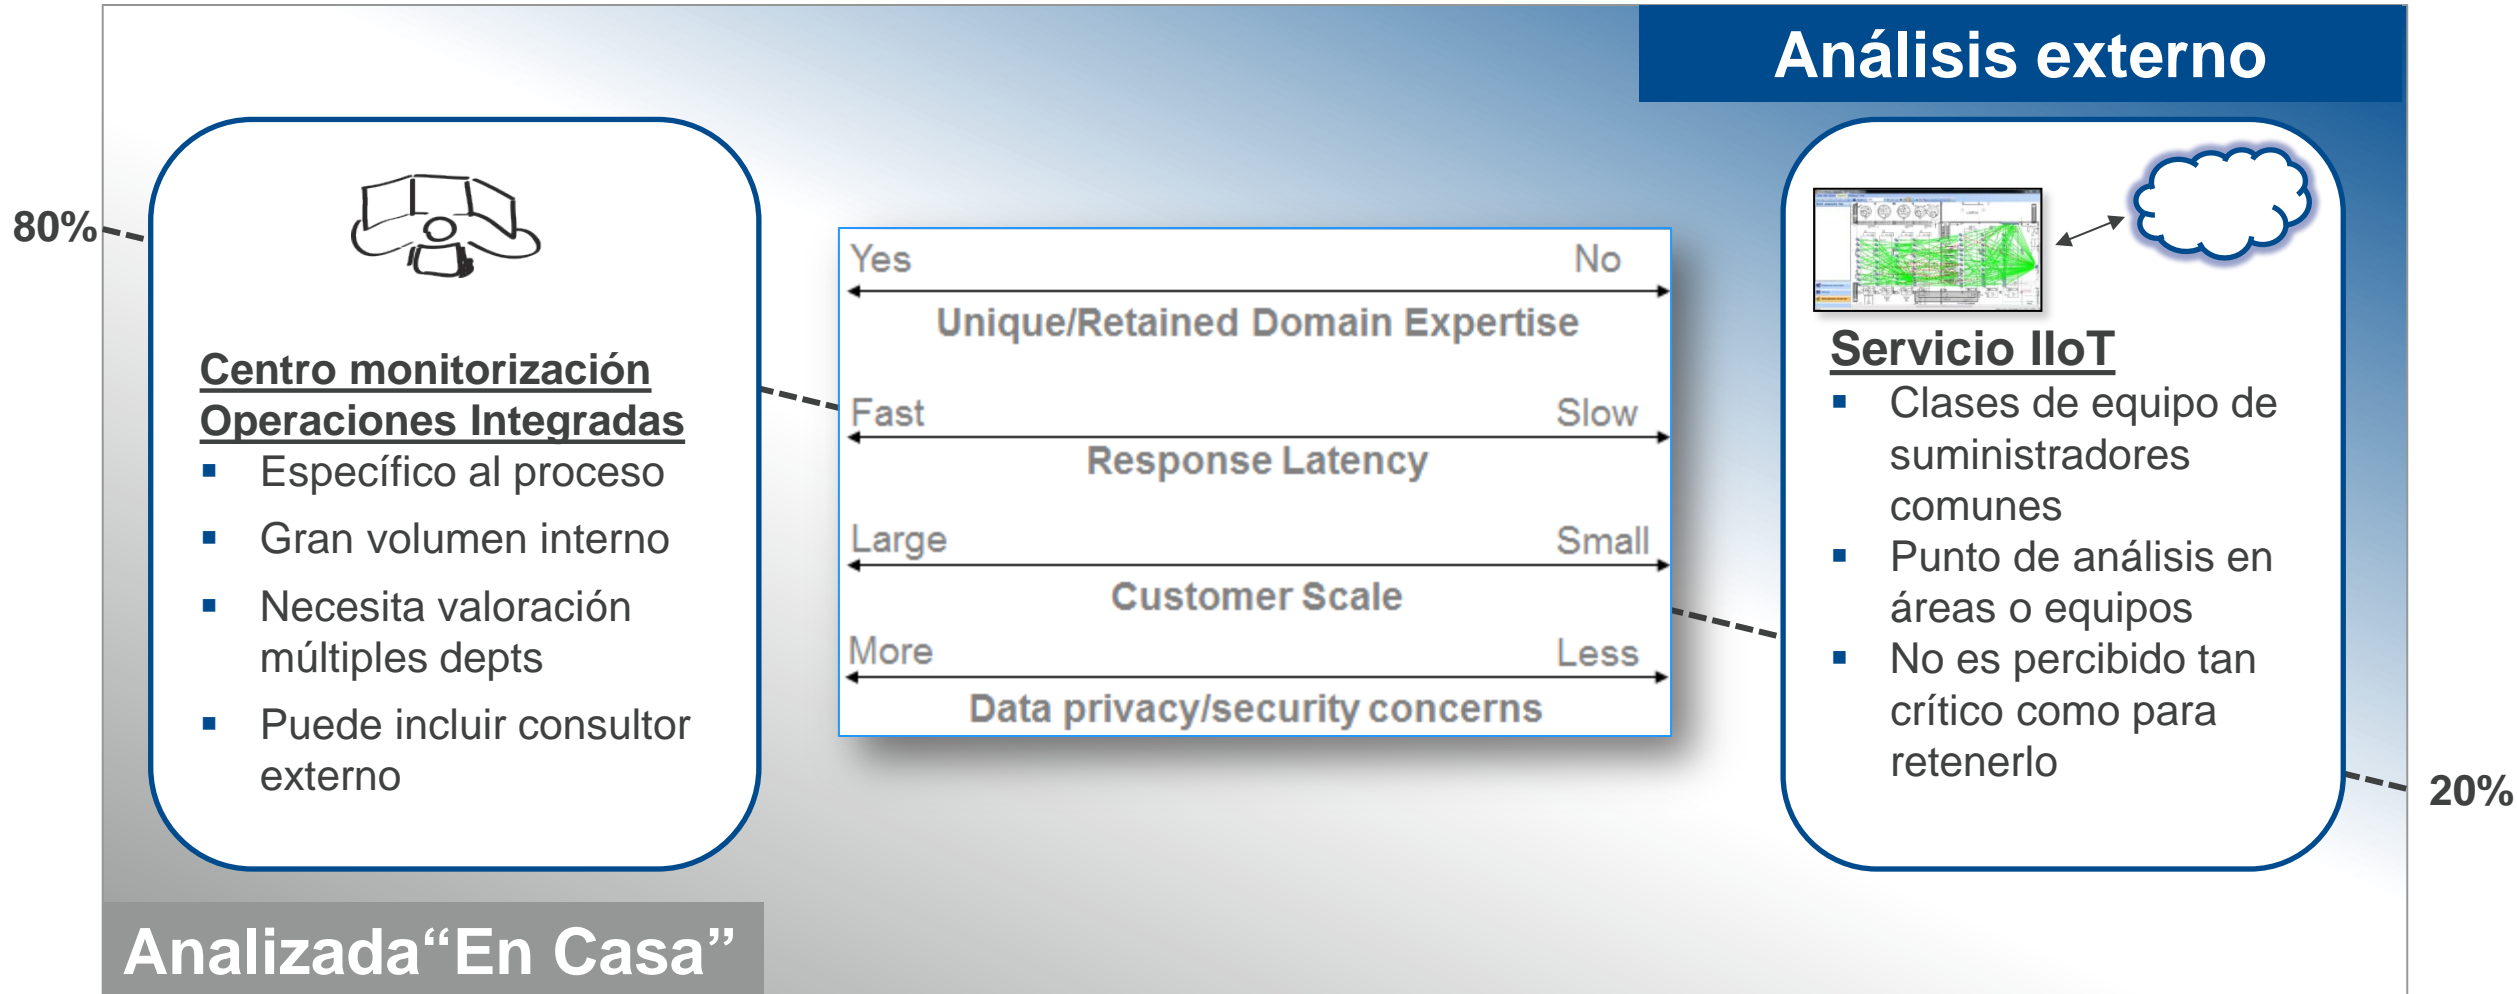 Análisis externo
80%
Centro monitorización
Operaciones Integradas
Específico al proceso
Gran volumen interno
Necesita valoración
múltiples depts
Puede incluir consultor
externo
Yes No
Unique/Retained Domain Expertise
Fast Slow
Response Latency
Large Small
Customer Scale
More Less
Data privacy/security concerns
Servicio IIoT
Clases de equipo de
suministradores
comunes
Punto de análisis en
áreas o equipos
No es percibido tan
crítico como para
retenerlo
20%
Analizada“En Casa”